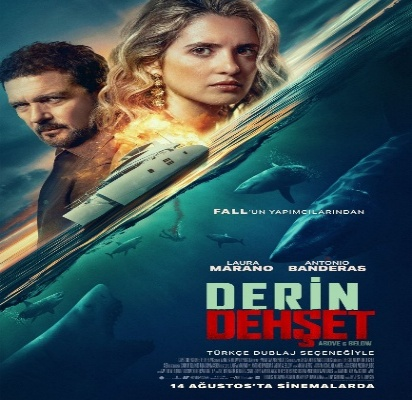 FALL'UN YAPIMCILARINDAN
LAURA MARANO
ANTONIO BANDERAS
DERİN
DEHŞET
ABOVE & BELOW
TÜRKÇE DUBLAJ SEÇENEĞİYLE
14 AĞUSTOS'TA SİNEMALARDA